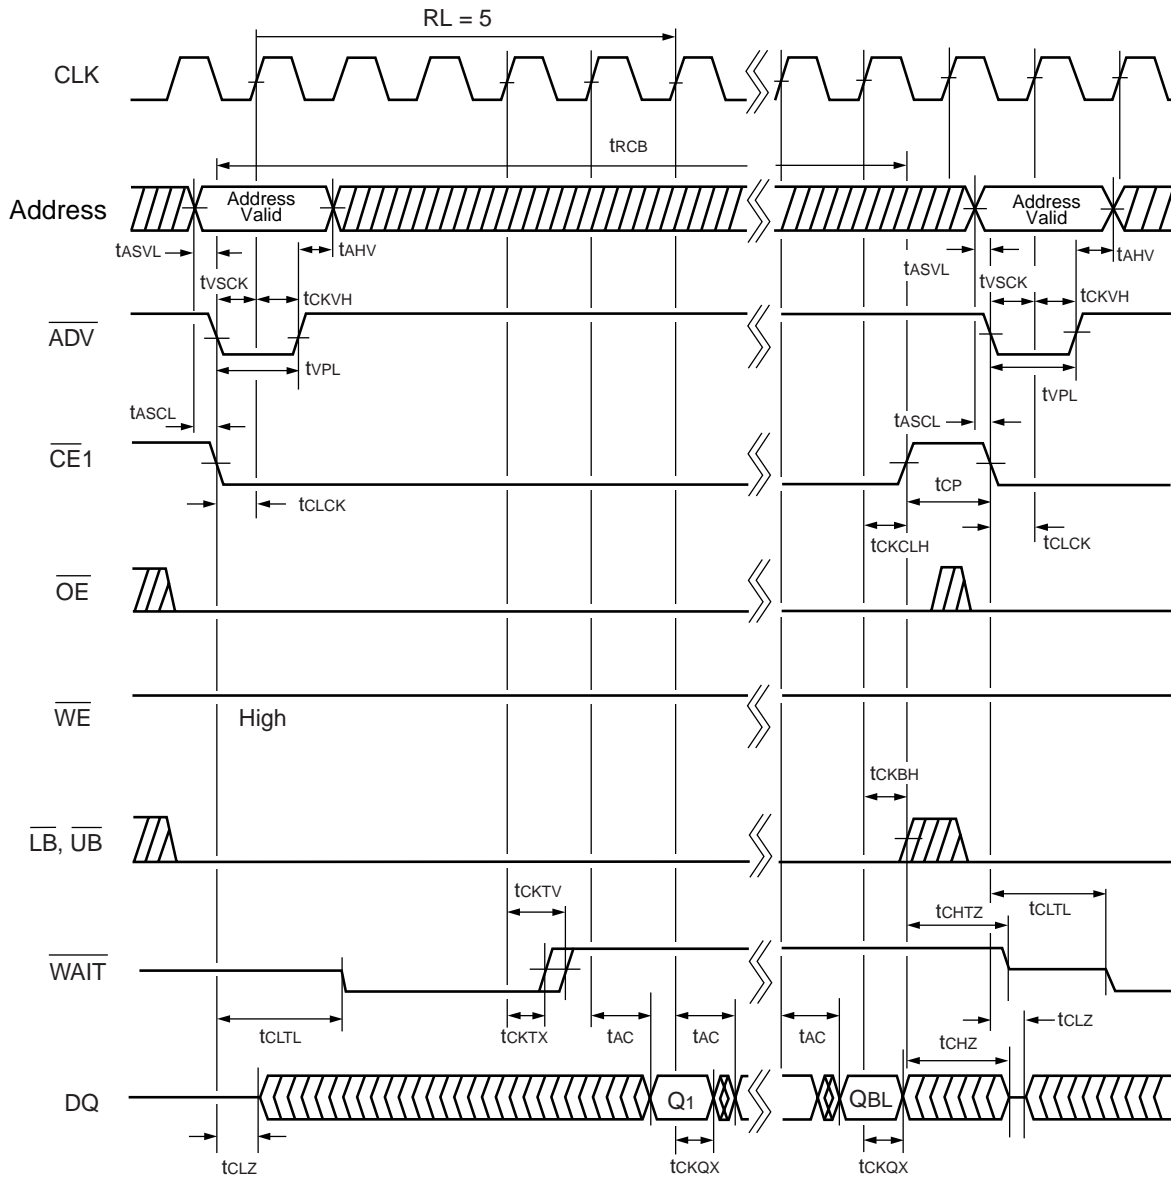 RL = 5
CLK
tRCB
Address
Address
Valid
Address
Valid
tASVL
tAHV
tASVL
tAHV
tVSCK
tCKVH
tVSCK
tCKVH
ADV
tVPL
tVPL
tASCL
tASCL
CE1
tCP
tCLCK
tCKCLH
tCLCK
OE
WE
High
tCKBH
LB, UB
tCKTV
tCHTZ
tCLTL
WAIT
tCLTL
tCKTX
tAC
tAC
tAC
tCHZ
tCLZ
DQ
Q1
QBL
tCLZ
tCKQX
tCKQX